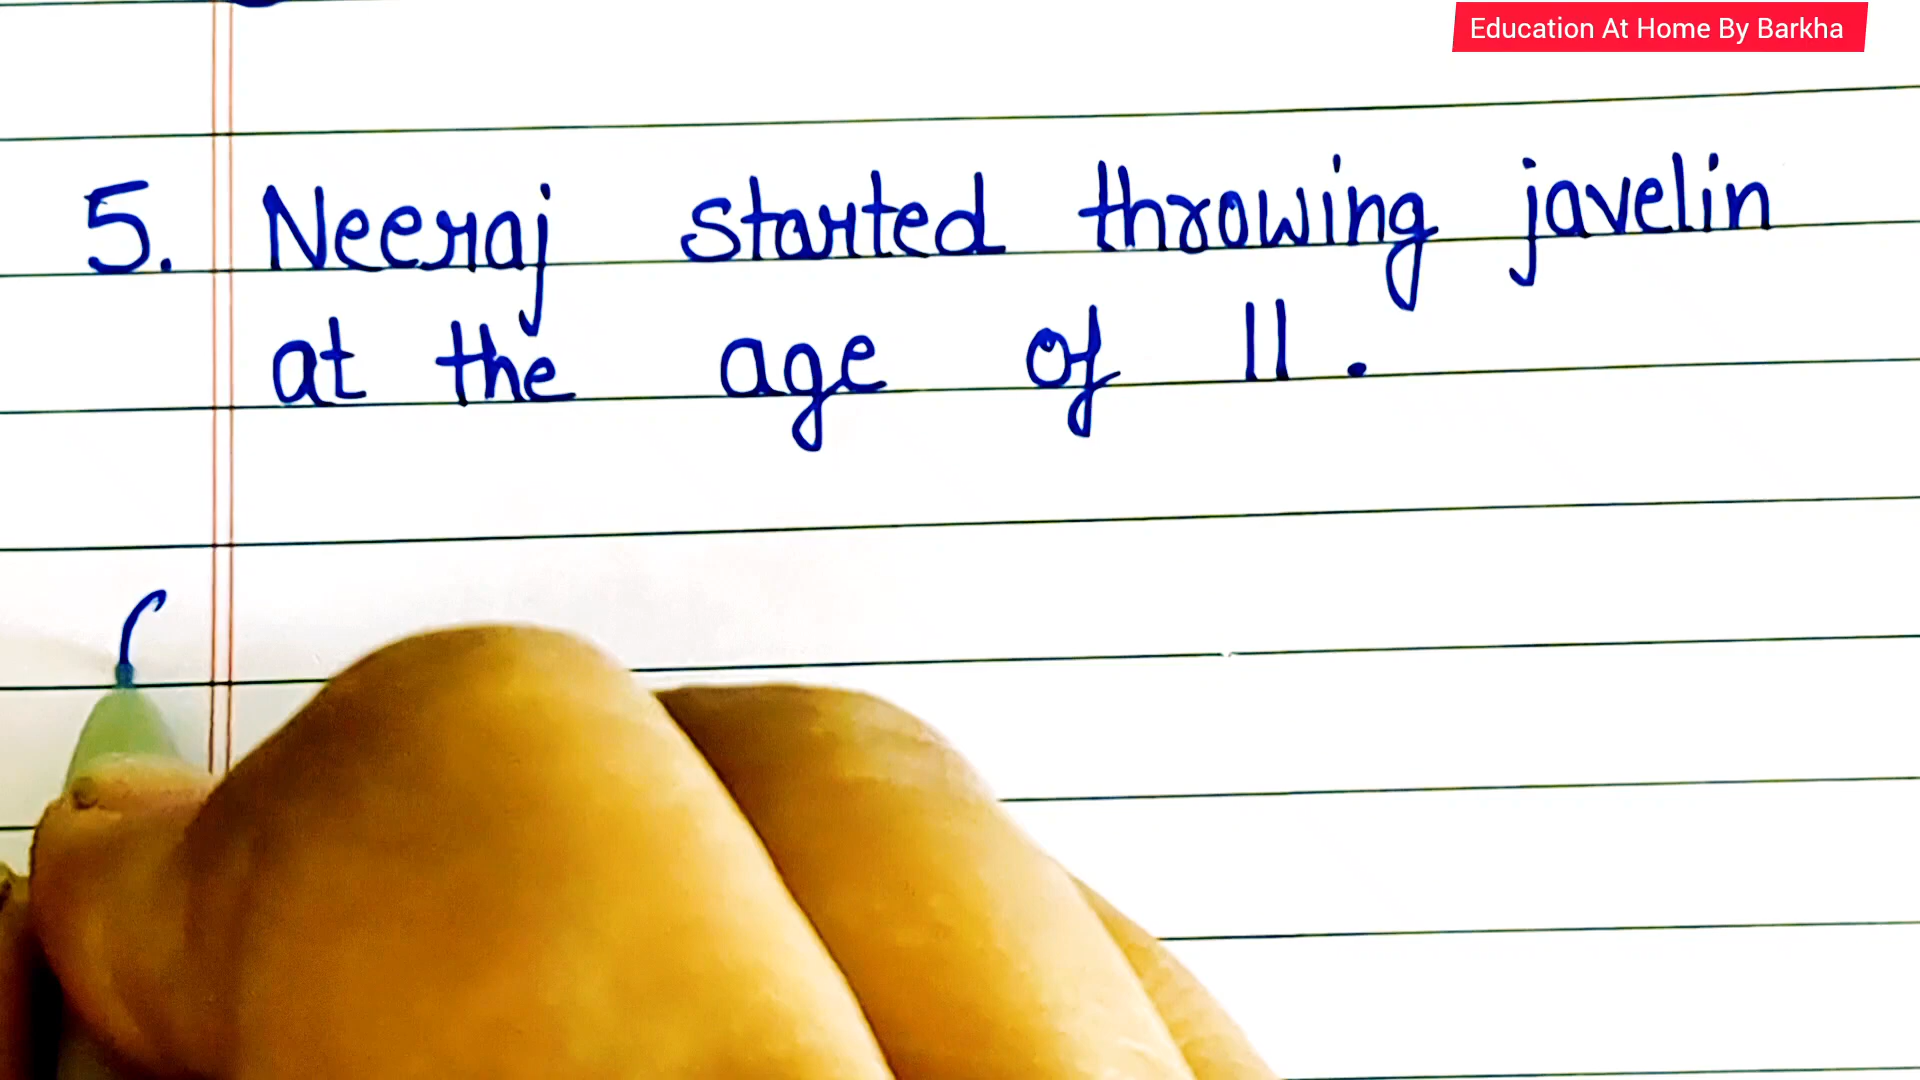 Education At Home By Barkha
5. Neeraj started throwing javelin
at the age of 11.